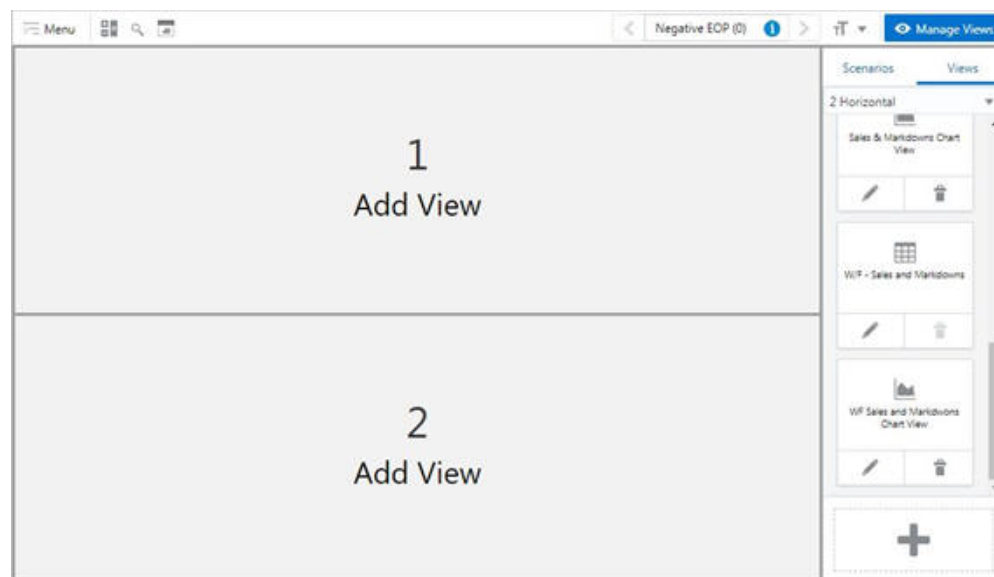 Menu
Negative EOP (0)
Manage Views
Scenarios Views
2 Horizontal
Sales & Markdowns Chart
View
W/F - Sales and Markdowns
WF Sales and Markdwons
Chart View
1
Add View
2
Add View